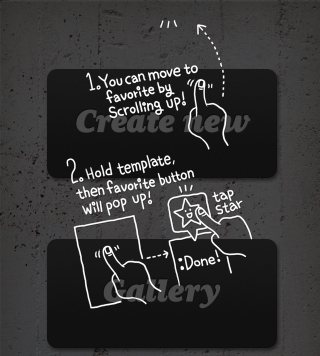 1. You can move to
favorite by
Scrolling up!
Create new
2. Hold template,
then favorite button
will pop up!
tap
star
:Done!
Gallery